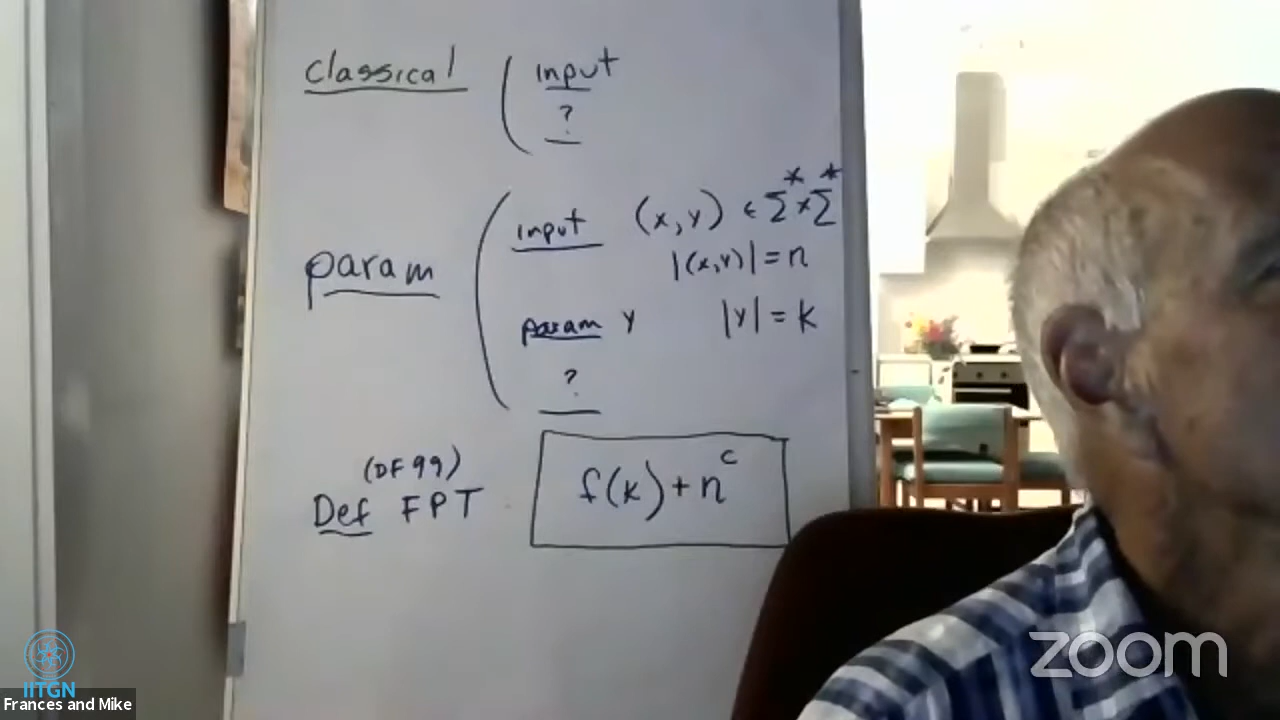 classical ( input
?
param ( input (x,y) ∈ Σ* × Σ*
|(x,y)| = n
param y |y| = k
?
(DF99)
Def FPT f(k) + n^c
zoom
IITGN
Frances and Mike